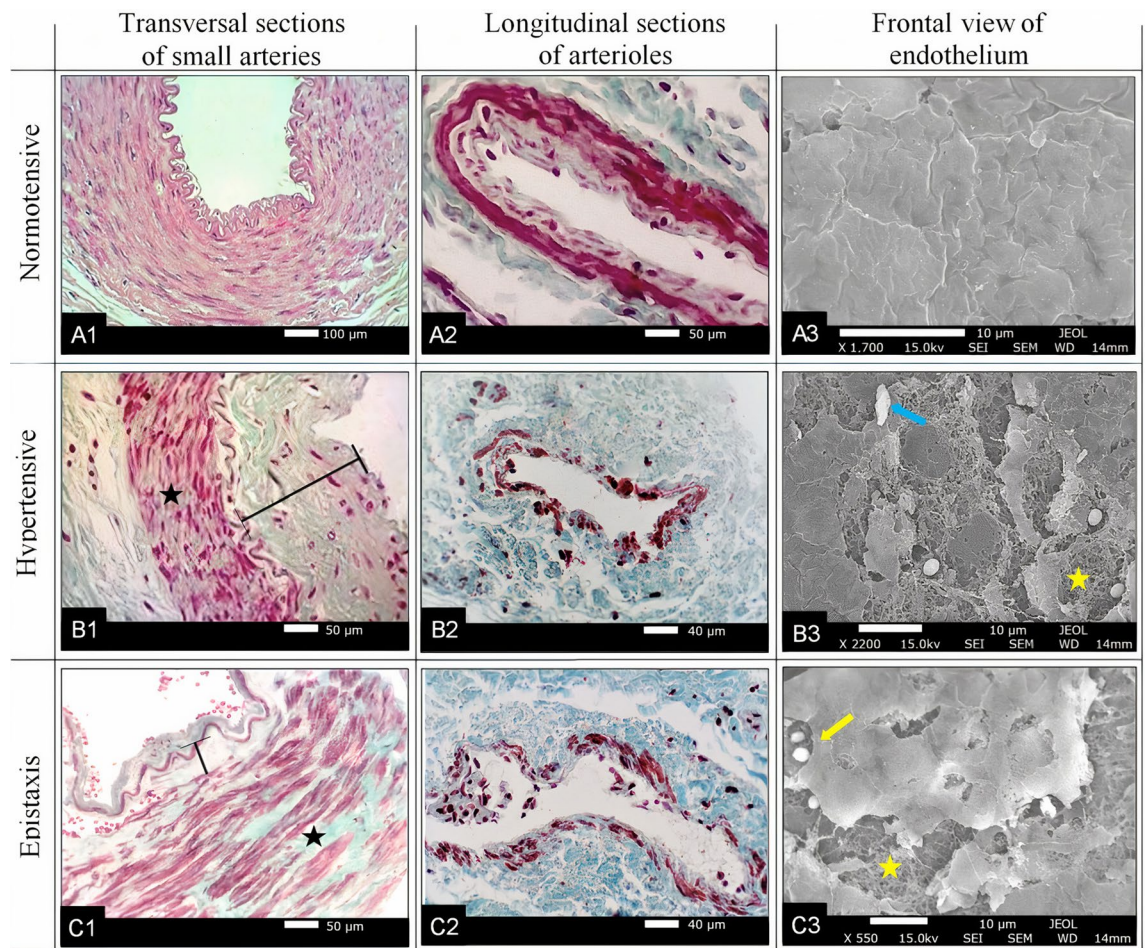 Transversal sections
of small arteries
Longitudinal sections
of arterioles
Frontal view of
endothelium
Normotensive
A1
100 µm
A2
50 µm
A3
10 µm JEOL
X 1.700 15.0kv SEI SEM WD 14mm
Hypertensive
B1
50 µm
B2
40 µm
B3
10 µm JEOL
X 2200 15.0kv SEI SEM WD 14mm
Epistaxis
C1
50 µm
C2
40 µm
C3
10 µm JEOL
X 550 15.0kv SEI SEM WD 14mm